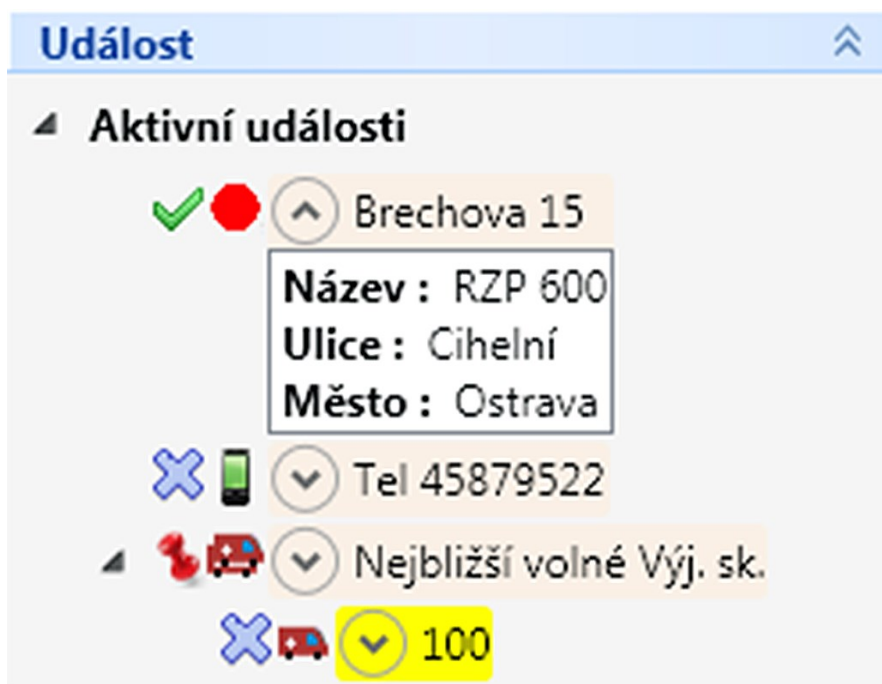 Událost
Aktivní události
Brechova 15
Název : RZP 600
Ulice : Cihelní
Město : Ostrava
Tel 45879522
Nejbližší volné Výj. sk.
100